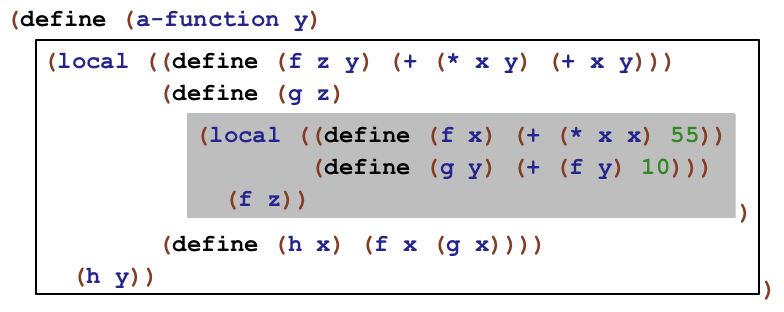 (define (a-function y)
(local ((define (f z y) (+ (* x y) (+ x y)))
(define (g z)
(local ((define (f x) (+ (* x x) 55))
(define (g y) (+ (f y) 10)))
(f z))
)
(define (h x) (f x (g x))))
(h y))
)